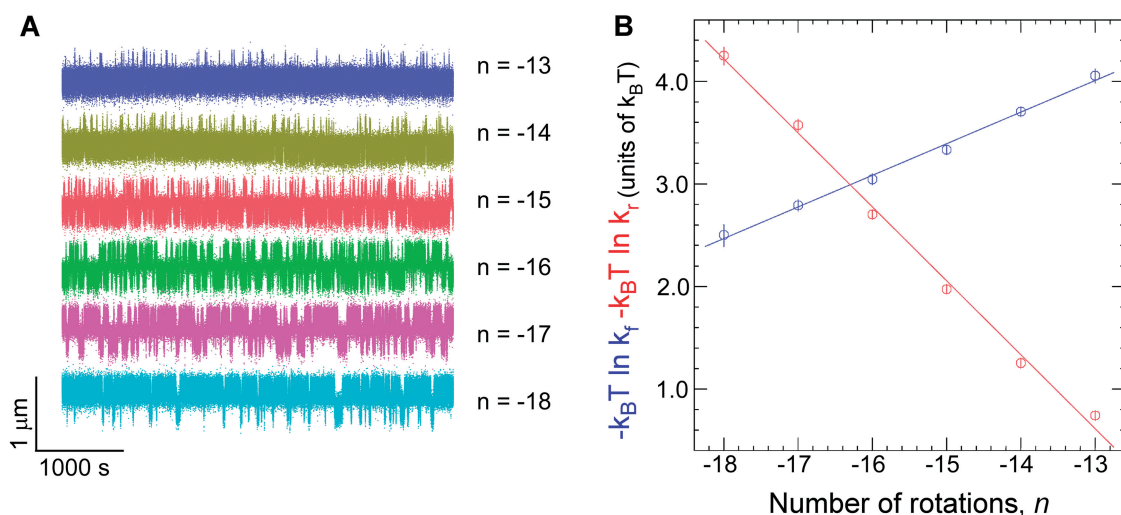 A
n = -13
n = -14
n = -15
n = -16
n = -17
n = -18
1 μm
1000 s
B
-k_BT ln k_f -k_BT ln k_r (units of k_BT)
4.0
3.0
2.0
1.0
-18 -17 -16 -15 -14 -13
Number of rotations, n